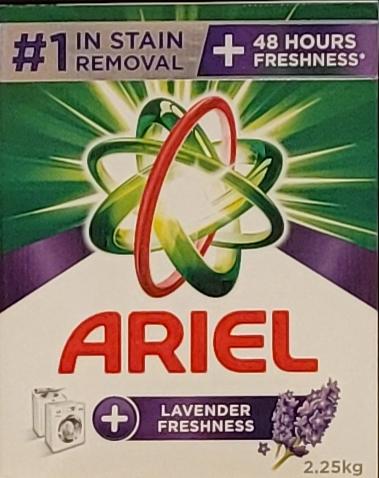 #1 IN STAIN
REMOVAL
+ 48 HOURS
FRESHNESS*
ARIEL
+ LAVENDER
FRESHNESS
2.25kg